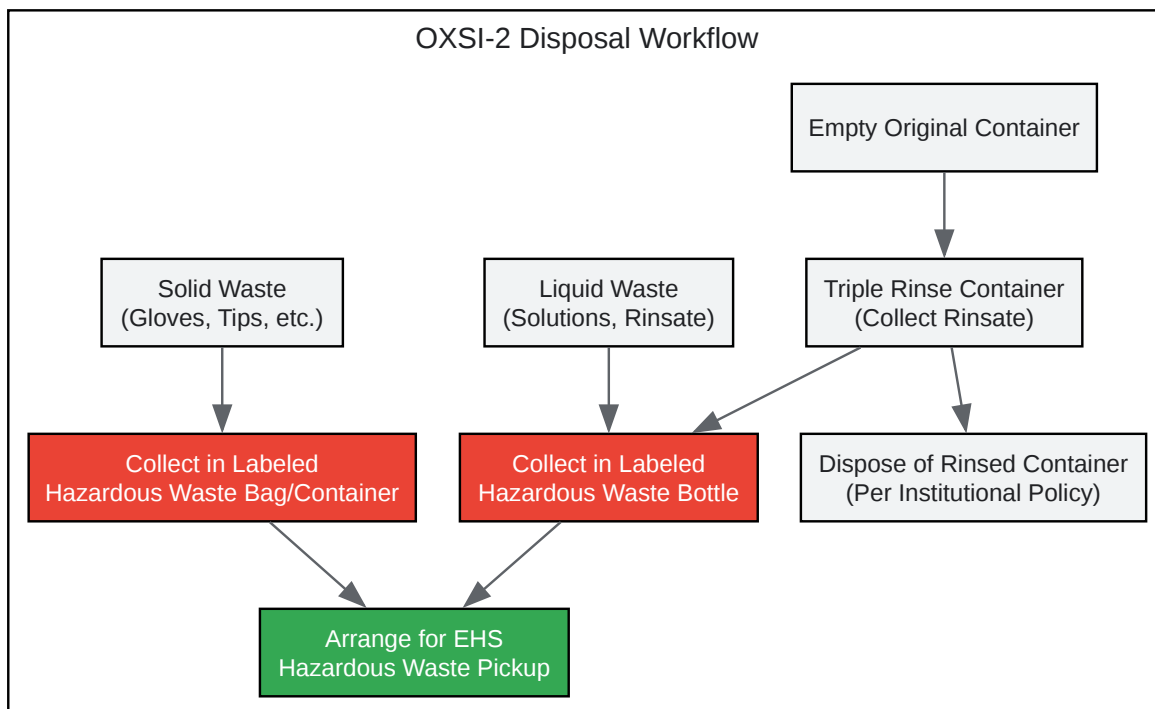 OXSI-2 Disposal Workflow
Empty Original Container
Solid Waste
(Gloves, Tips, etc.)
Liquid Waste
(Solutions, Rinsate)
Triple Rinse Container
(Collect Rinsate)
Collect in Labeled
Hazardous Waste Bag/Container
Collect in Labeled
Hazardous Waste Bottle
Dispose of Rinsed Container
(Per Institutional Policy)
Arrange for EHS
Hazardous Waste Pickup